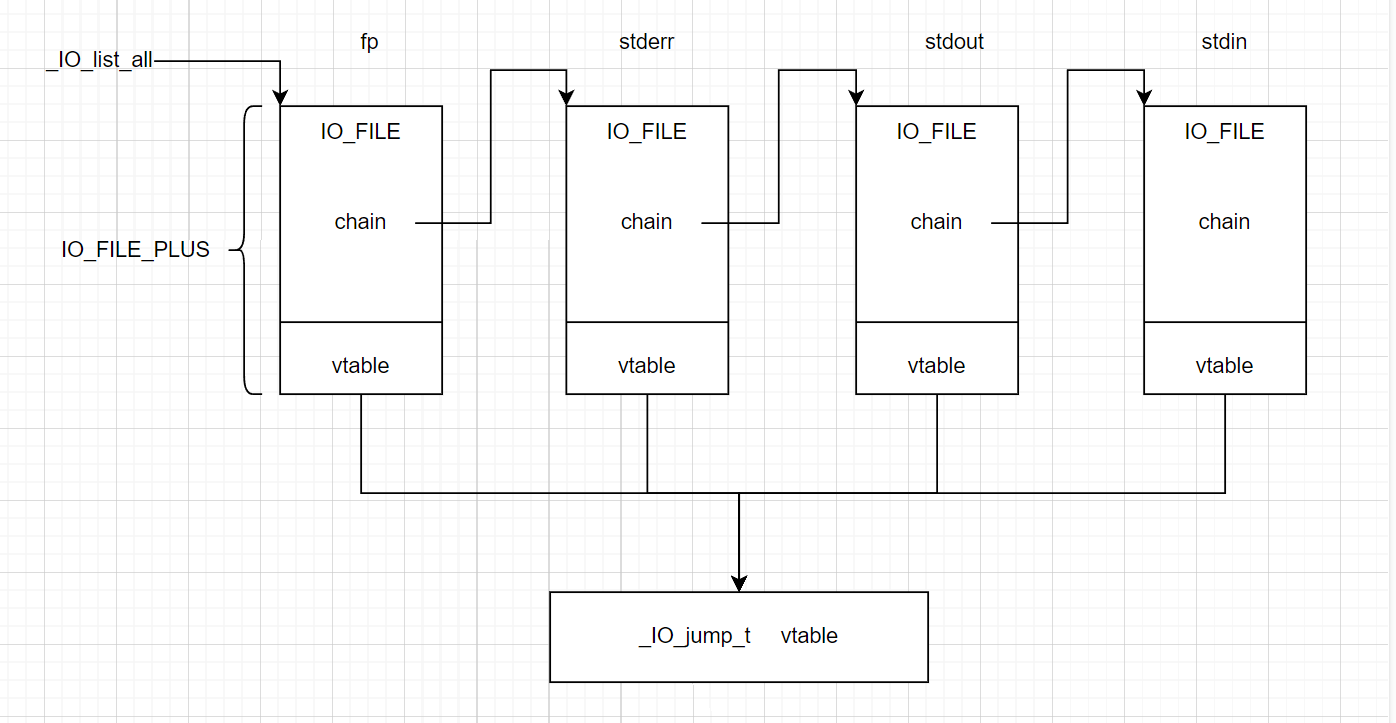 fp stderr stdout stdin
_IO_list_all
IO_FILE IO_FILE IO_FILE IO_FILE
chain chain chain chain
IO_FILE_PLUS
vtable vtable vtable vtable
_IO_jump_t vtable